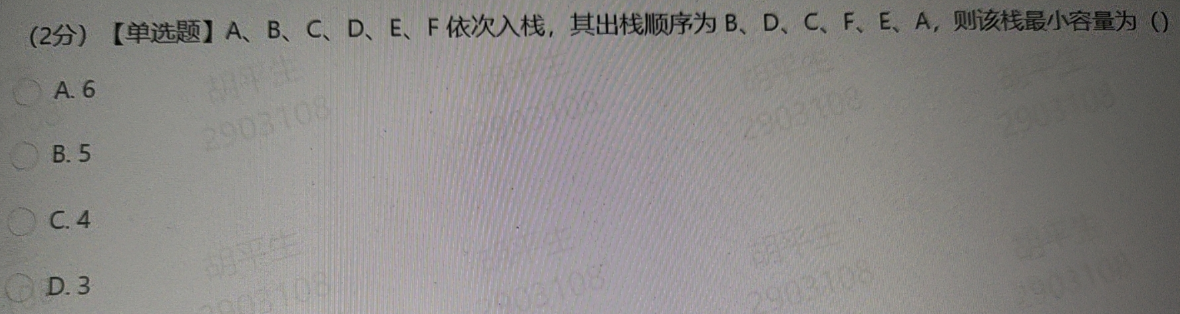 (2分) 【单选题】A、B、C、D、E、F 依次入栈，其出栈顺序为 B、D、C、F、E、A，则该栈最小容量为 ()
胡平生 胡平生 胡平生 胡平生
A. 6
2903108 2903108 2903108 2903108
B. 5
C. 4
胡平生 胡平生 胡平生 胡平生
D. 3
2903108 2903108 2903108 2903108